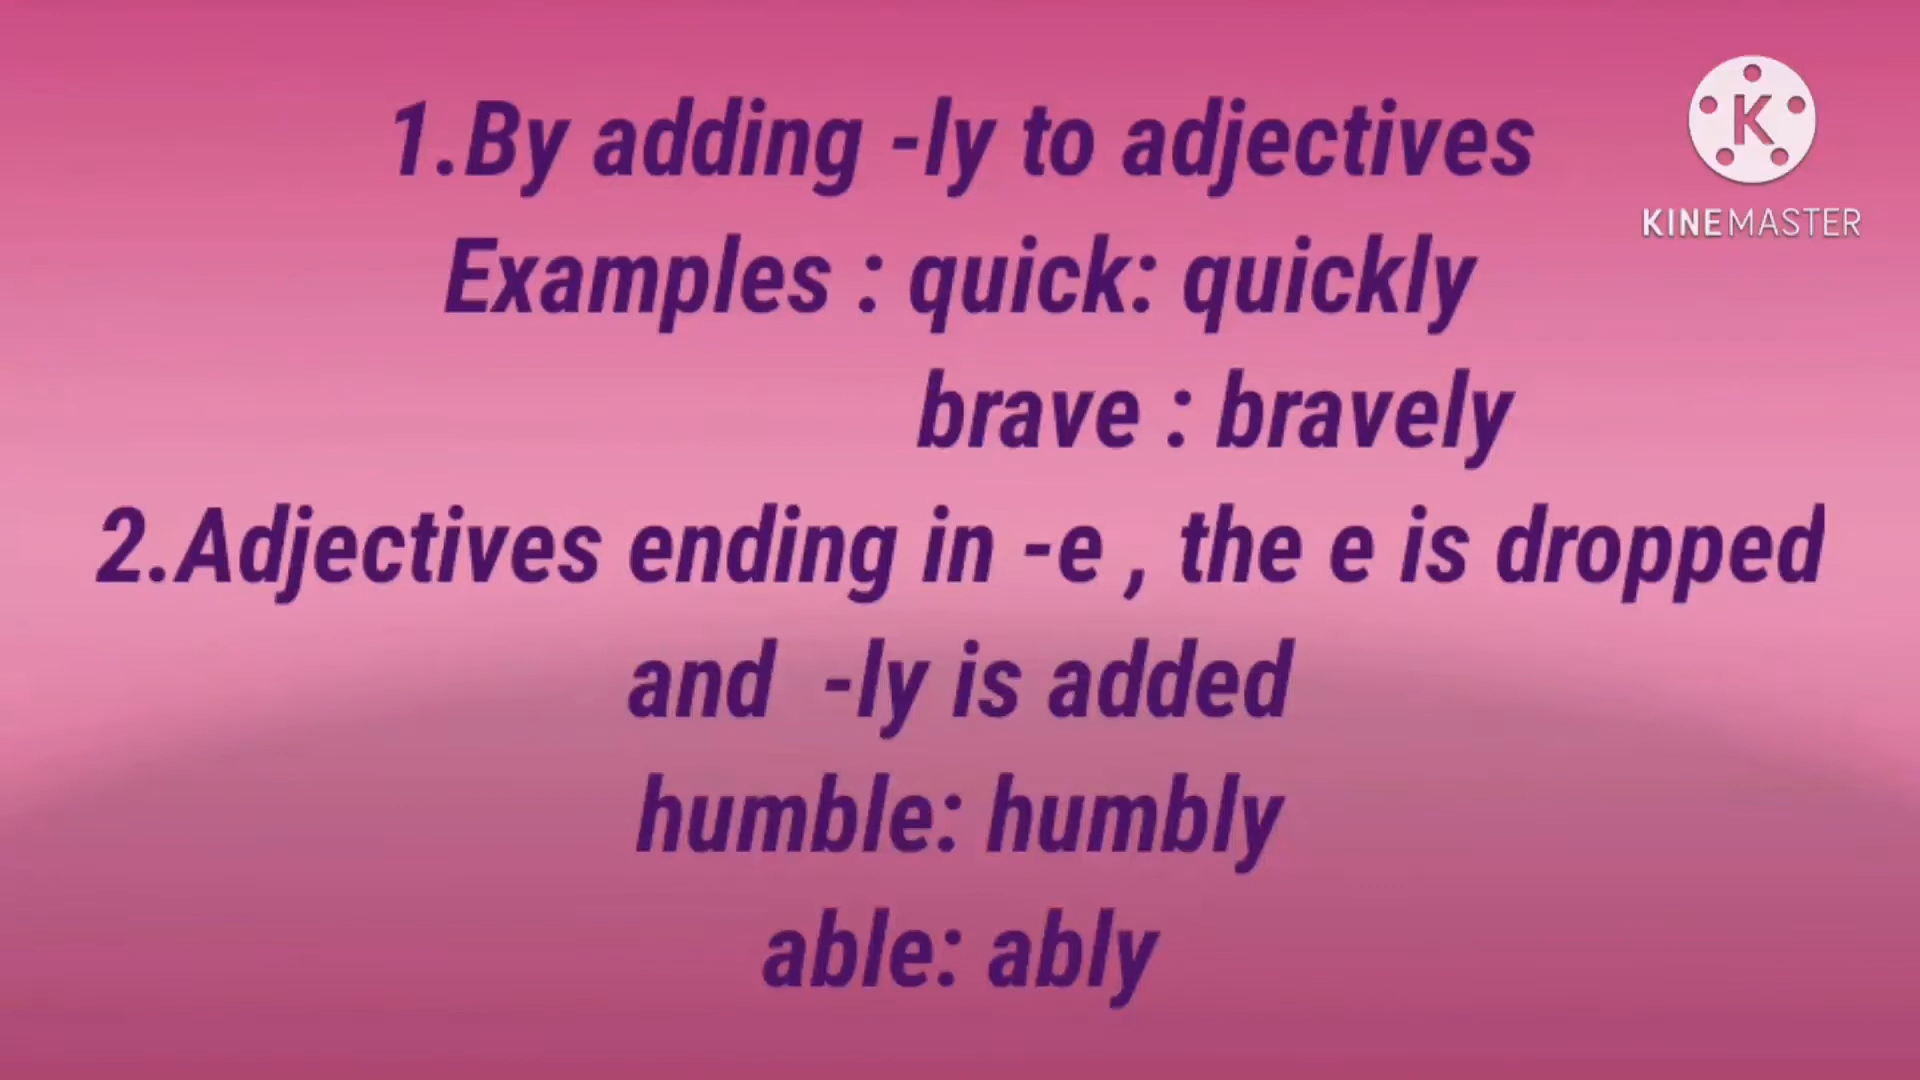 1.By adding -ly to adjectives
Examples : quick: quickly
brave : bravely
2.Adjectives ending in -e , the e is dropped
and -ly is added
humble: humbly
able: ably
K
KINEMASTER